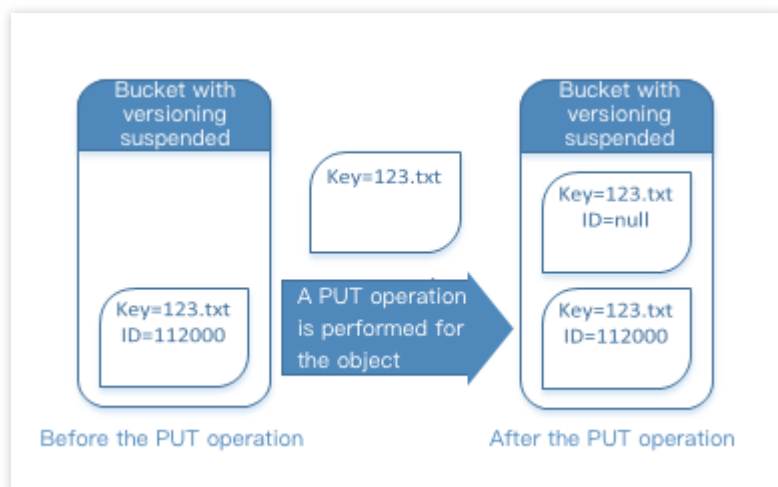 Bucket with
versioning
suspended
Key=123.txt
ID=112000
Before the PUT operation
Key=123.txt
A PUT operation
is performed for
the object
Bucket with
versioning
suspended
Key=123.txt
ID=null
Key=123.txt
ID=112000
After the PUT operation